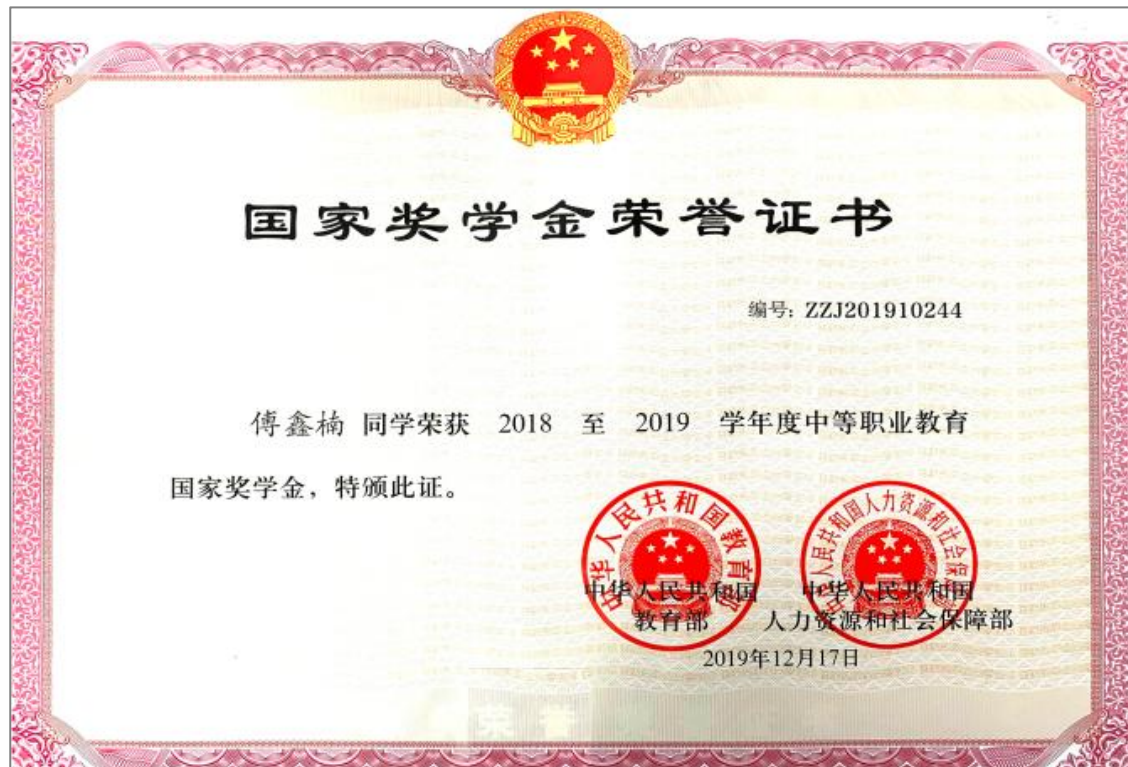 国家奖学金荣誉证书
编号: ZZJ201910244
傅鑫楠 同学荣获 2018 至 2019 学年度中等职业教育
国家奖学金，特颁此证。
中华人民共和国教育部
中华人民共和国人力资源和社会保障部
中华人民共和国 中华人民共和国
教育部 人力资源和社会保障部
2019年12月17日
荣誉